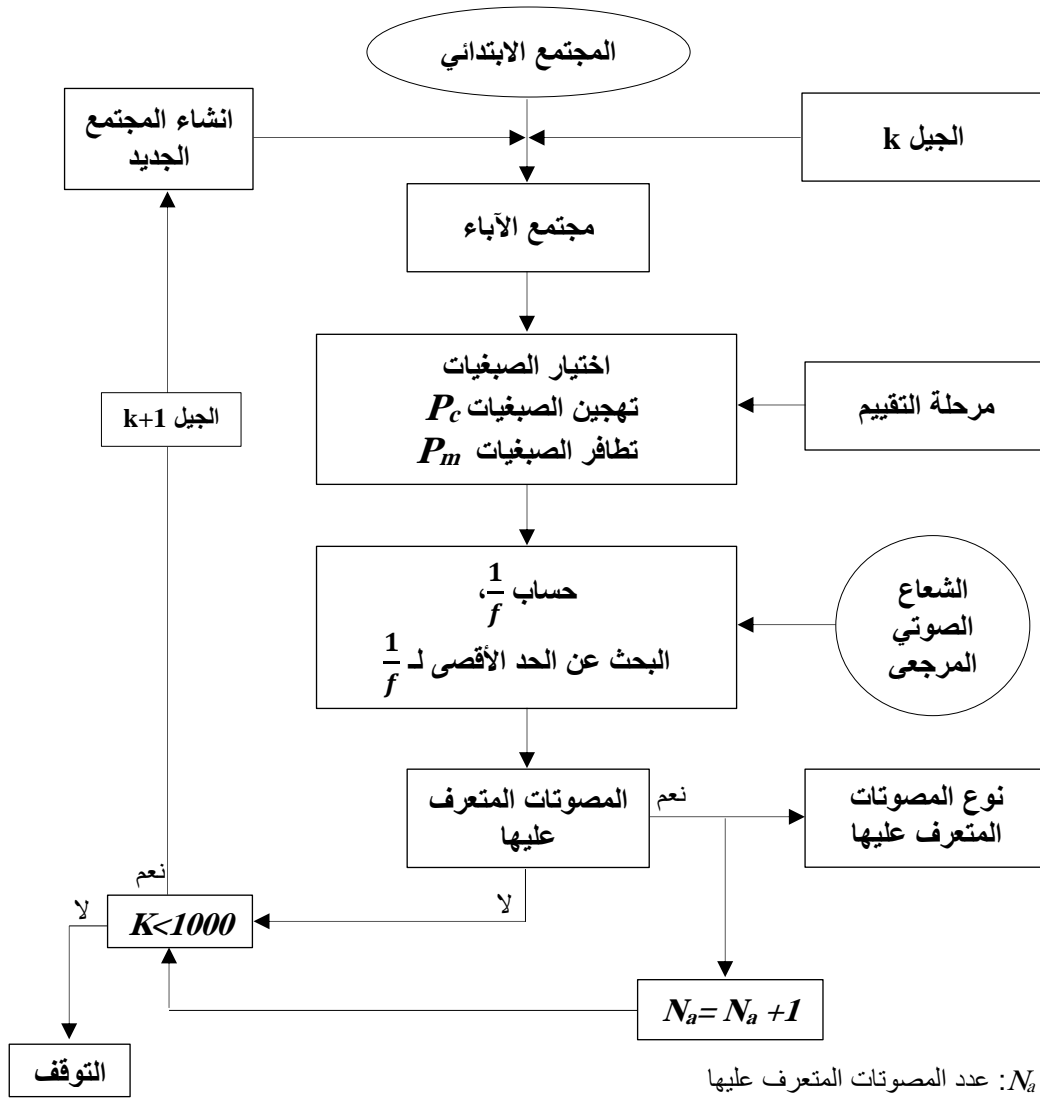 المجتمع الابتدائي
انشاء المجتمع
الجديد
الجيل k
مجتمع الآباء
اختيار الصبغيات
تهجين الصبغيات Pc
تطافر الصبغيات Pm
مرحلة التقييم
الجيل k+1
حساب 1/f،
البحث عن الحد الأقصى لـ 1/f
الشعاع
الصوتي
المرجعى
المصوتات المتعرف
عليها
نعم
نوع المصوتات
المتعرف عليها
لا
نعم
K<1000
لا
Na= Na +1
التوقف
Na: عدد المصوتات المتعرف عليها